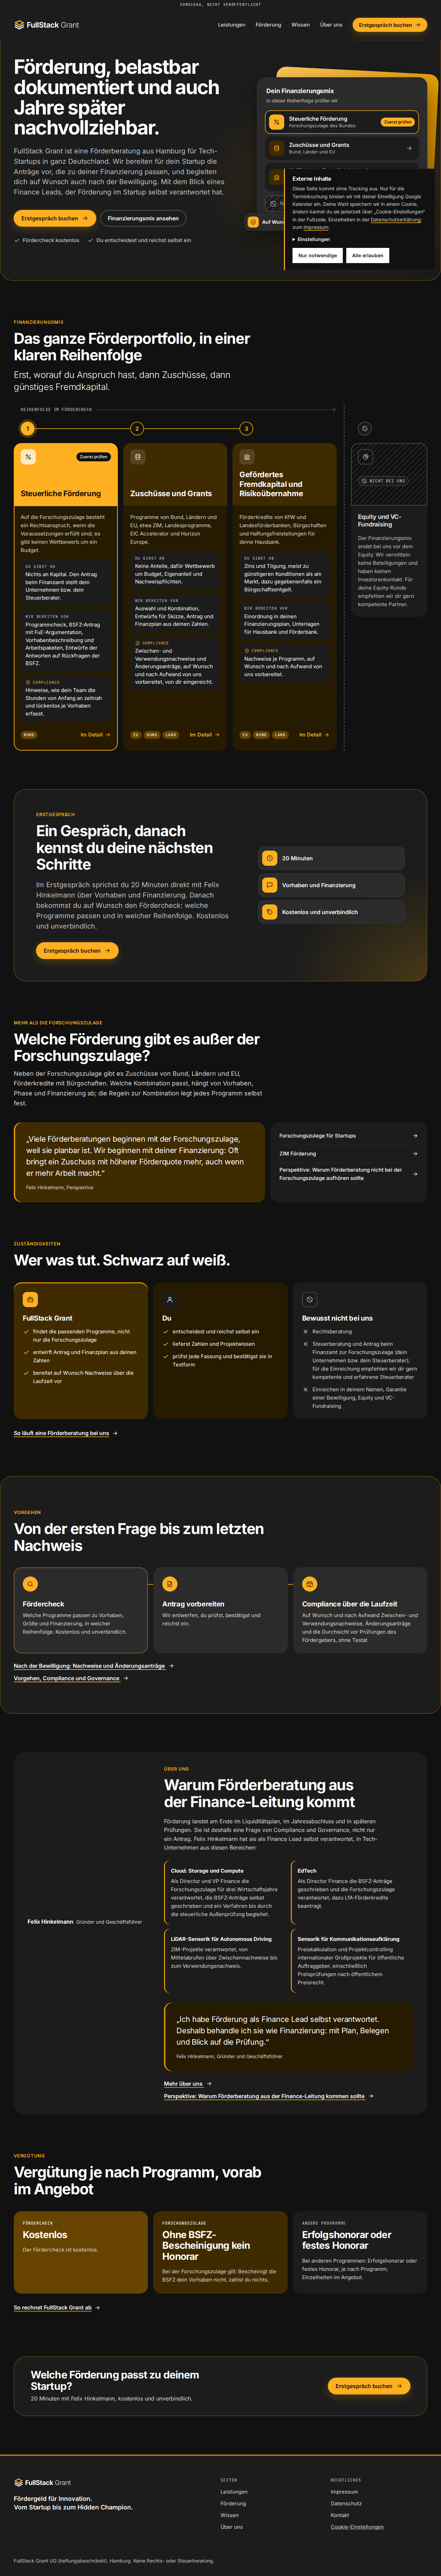 VORSCHAU, NICHT VERÖFFENTLICHT
FullStack Grant
Leistungen
Förderung
Wissen
Über uns
Erstgespräch buchen
Förderung, belastbar
dokumentiert und auch
Jahre später
nachvollziehbar.
FullStack Grant ist eine Förderberatung aus Hamburg für Tech-
Startups in ganz Deutschland. Wir bereiten für dein Startup die
Anträge vor, die zu deiner Finanzierung passen, und begleiten
dich auf Wunsch auch nach der Bewilligung. Mit dem Blick eines
Finance Leads, der Förderung im Startup selbst verantwortet hat.
Erstgespräch buchen
Finanzierungsmix ansehen
Fördercheck kostenlos
Du entscheidest und reichst selbst ein
Dein Finanzierungsmix
In dieser Reihenfolge prüfen wir
Steuerliche Förderung
Forschungszulage des Bundes
Zuerst prüfen
Zuschüsse und Grants
Bund, Länder und EU
Auf Wuns
Externe Inhalte
Diese Seite kommt ohne Tracking aus. Nur für die
Terminbuchung binden wir mit deiner Einwilligung Google
Kalender ein. Deine Wahl speichern wir in einem Cookie,
ändern kannst du sie jederzeit über „Cookie-Einstellungen“
in der Fußzeile. Einzelheiten in der Datenschutzerklärung;
zum Impressum.
Einstellungen
Nur notwendige
Alle erlauben
FINANZIERUNGSMIX
Das ganze Förderportfolio, in einer
klaren Reihenfolge
Erst, worauf du Anspruch hast, dann Zuschüsse, dann
günstiges Fremdkapital.
REIHENFOLGE IM FÖRDERCHECK
1
2
3
Zuerst prüfen
Steuerliche Förderung
Auf die Forschungszulage besteht
ein Rechtsanspruch, wenn die
Voraussetzungen erfüllt sind; es
gibt keinen Wettbewerb um ein
Budget.
DU GIBST AB
Nichts an Kapital. Den Antrag
beim Finanzamt stellt dein
Unternehmen bzw. dein
Steuerberater.
WIR BEREITEN VOR
Programmcheck, BSFZ-Antrag
mit FuE-Argumentation,
Vorhabenbeschreibung und
Arbeitspaketen, Entwürfe der
Antworten auf Rückfragen der
BSFZ.
COMPLIANCE
Hinweise, wie dein Team die
Stunden von Anfang an zeitnah
und lückenlos je Vorhaben
erfasst.
BUND
Im Detail
Zuschüsse und Grants
Programme von Bund, Ländern und
EU, etwa ZIM, Landesprogramme,
EIC Accelerator und Horizon
Europe.
DU GIBST AB
Keine Anteile, dafür Wettbewerb
um Budget, Eigenanteil und
Nachweispflichten.
WIR BEREITEN VOR
Auswahl und Kombination,
Entwürfe für Skizze, Antrag und
Finanzplan aus deinen Zahlen.
COMPLIANCE
Zwischen- und
Verwendungsnachweise und
Änderungsanträge, auf Wunsch
und nach Aufwand von uns
vorbereitet, von dir eingereicht.
EU
BUND
LAND
Im Detail
Gefördertes
Fremdkapital und
Risikoübernahme
Förderkredite von KfW und
Landesförderbanken, Bürgschaften
und Haftungsfreistellungen für
deine Hausbank.
DU GIBST AB
Zins und Tilgung, meist zu
günstigeren Konditionen als am
Markt, dazu gegebenenfalls ein
Bürgschaftsentgelt.
WIR BEREITEN VOR
Einordnung in deinen
Finanzierungsplan, Unterlagen
für Hausbank und Förderbank.
COMPLIANCE
Nachweise je Programm, auf
Wunsch und nach Aufwand von
uns vorbereitet.
EU
BUND
LAND
Im Detail
NICHT BEI UNS
Equity und VC-
Fundraising
Der Finanzierungsmix
endet bei uns vor dem
Equity. Wir vermitteln
keine Beteiligungen und
haben keinen
Investorenkontakt. Für
deine Equity-Runde
empfehlen wir dir gern
kompetente Partner.
ERSTGESPRÄCH
Ein Gespräch, danach
kennst du deine nächsten
Schritte
Im Erstgespräch sprichst du 20 Minuten direkt mit Felix
Hinkelmann über Vorhaben und Finanzierung. Danach
bekommst du auf Wunsch den Fördercheck: welche
Programme passen und in welcher Reihenfolge. Kostenlos
und unverbindlich.
Erstgespräch buchen
20 Minuten
Vorhaben und Finanzierung
Kostenlos und unverbindlich
MEHR ALS DIE FORSCHUNGSZULAGE
Welche Förderung gibt es außer der
Forschungszulage?
Neben der Forschungszulage gibt es Zuschüsse von Bund, Ländern und EU,
Förderkredite und Bürgschaften. Welche Kombination passt, hängt von Vorhaben,
Phase und Finanzierung ab; die Regeln zur Kombination legt jedes Programm selbst
fest.
„Viele Förderberatungen beginnen mit der Forschungszulage,
weil sie planbar ist. Wir beginnen mit deiner Finanzierung: Oft
bringt ein Zuschuss mit höherer Förderquote mehr, auch wenn
er mehr Arbeit macht.“
Felix Hinkelmann, Perspektive
Forschungszulage für Startups
ZIM Förderung
Perspektive: Warum Förderberatung nicht bei der
Forschungszulage aufhören sollte
ZUSTÄNDIGKEITEN
Wer was tut. Schwarz auf weiß.
FullStack Grant
findet die passenden Programme, nicht
nur die Forschungszulage
entwirft Antrag und Finanzplan aus deinen
Zahlen
bereitet auf Wunsch Nachweise über die
Laufzeit vor
Du
entscheidest und reichst selbst ein
lieferst Zahlen und Projektwissen
prüfst jede Fassung und bestätigst sie in
Textform
Bewusst nicht bei uns
Rechtsberatung
Steuerberatung und Antrag beim
Finanzamt zur Forschungszulage (dein
Unternehmen bzw. dein Steuerberater);
für die Einreichung empfehlen wir dir gern
kompetente und erfahrene Steuerberater
Einreichen in deinem Namen, Garantie
einer Bewilligung, Equity und VC-
Fundraising
So läuft eine Förderberatung bei uns
VORGEHEN
Von der ersten Frage bis zum letzten
Nachweis
Fördercheck
Welche Programme passen zu Vorhaben,
Größe und Finanzierung, in welcher
Reihenfolge. Kostenlos und unverbindlich.
Antrag vorbereiten
Wir entwerfen, du prüfst, bestätigst und
reichst ein.
Compliance über die Laufzeit
Auf Wunsch und nach Aufwand Zwischen- und
Verwendungsnachweise, Änderungsanträge
und die Durchsicht vor Prüfungen des
Fördergebers, ohne Testat.
Nach der Bewilligung: Nachweise und Änderungsanträge
Vorgehen, Compliance und Governance
Felix Hinkelmann Gründer und Geschäftsführer
ÜBER UNS
Warum Förderberatung aus
der Finance-Leitung kommt
Förderung landet am Ende im Liquiditätsplan, im Jahresabschluss und in späteren
Prüfungen. Sie ist deshalb eine Frage von Compliance und Governance, nicht nur
ein Antrag. Felix Hinkelmann hat sie als Finance Lead selbst verantwortet, in Tech-
Unternehmen aus diesen Bereichen:
Cloud: Storage und Compute
Als Director und VP Finance die
Forschungszulage für drei Wirtschaftsjahre
verantwortet, die BSFZ-Anträge selbst
geschrieben und ein Verfahren bis durch
die steuerliche Außenprüfung begleitet.
EdTech
Als Director Finance die BSFZ-Anträge
geschrieben und die Forschungszulage
verantwortet, dazu LfA-Förderkredite
beantragt.
LiDAR-Sensorik für Autonomous Driving
ZIM-Projekte verantwortet, von
Mittelabrufen über Zwischennachweise bis
zum Verwendungsnachweis.
Sensorik für Kommunikationsaufklärung
Preiskalkulation und Projektcontrolling
internationaler Großprojekte für öffentliche
Auftraggeber, einschließlich
Preisprüfungen nach öffentlichem
Preisrecht.
„Ich habe Förderung als Finance Lead selbst verantwortet.
Deshalb behandle ich sie wie Finanzierung: mit Plan, Belegen
und Blick auf die Prüfung.“
Felix Hinkelmann, Gründer und Geschäftsführer
Mehr über uns
Perspektive: Warum Förderberatung aus der Finance-Leitung kommen sollte
VERGÜTUNG
Vergütung je nach Programm, vorab
im Angebot
FÖRDERCHECK
Kostenlos
Der Fördercheck ist kostenlos.
FORSCHUNGSZULAGE
Ohne BSFZ-
Bescheinigung kein
Honorar
Bei der Forschungszulage gilt: Bescheinigt die
BSFZ dein Vorhaben nicht, zahlst du nichts.
ANDERE PROGRAMME
Erfolgshonorar oder
festes Honorar
Bei anderen Programmen: Erfolgshonorar oder
festes Honorar, je nach Programm;
Einzelheiten im Angebot.
So rechnet FullStack Grant ab
Welche Förderung passt zu deinem
Startup?
20 Minuten mit Felix Hinkelmann, kostenlos und unverbindlich.
Erstgespräch buchen
FullStack Grant
Fördergeld für Innovation.
Vom Startup bis zum Hidden Champion.
SEITEN
Leistungen
Förderung
Wissen
Über uns
RECHTLICHES
Impressum
Datenschutz
Kontakt
Cookie-Einstellungen
FullStack Grant UG (haftungsbeschränkt), Hamburg. Keine Rechts- oder Steuerberatung.